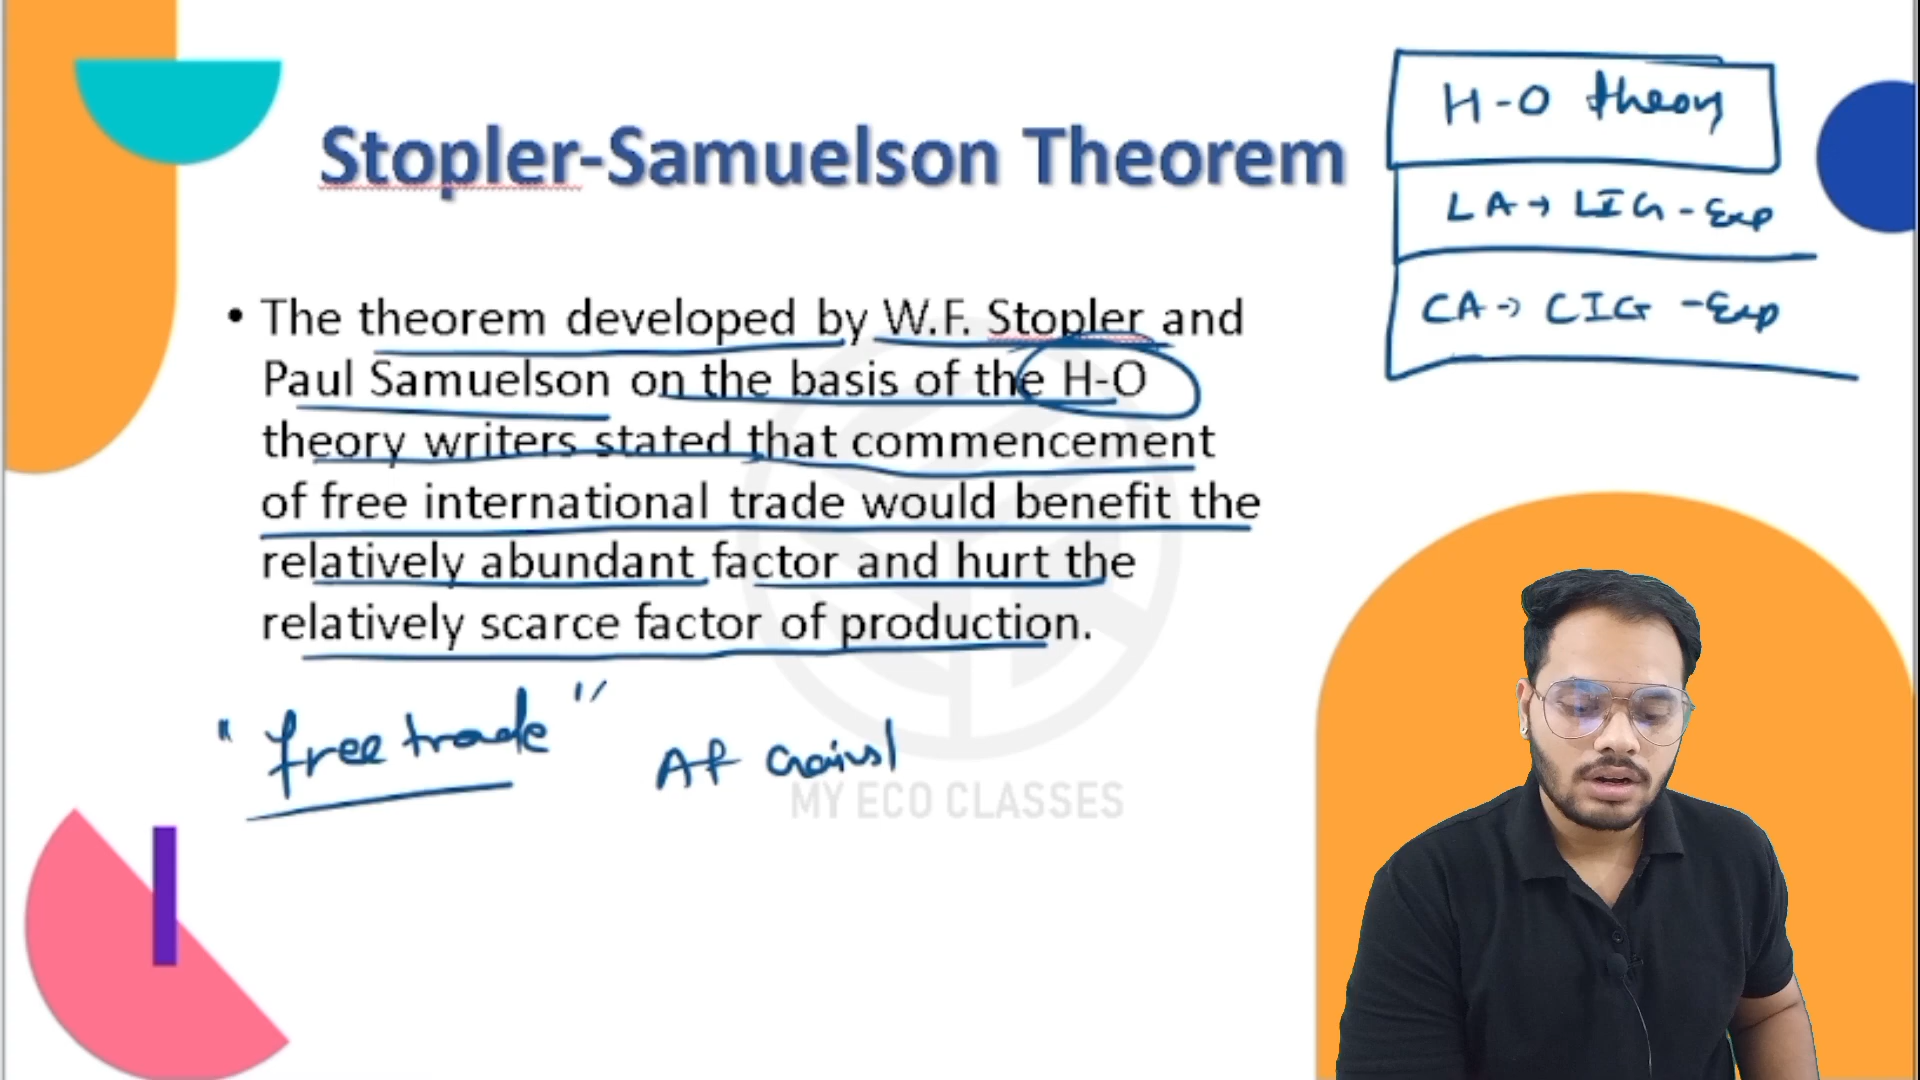 Stopler-Samuelson Theorem
• The theorem developed by W.F. Stopler and
Paul Samuelson on the basis of the H-O
theory writers stated that commencement
of free international trade would benefit the
relatively abundant factor and hurt the
relatively scarce factor of production.
H-O theory
LA → LIG - Exp
CA → CIG - Exp
"free trade"
AF Gains
MY ECO CLASSES